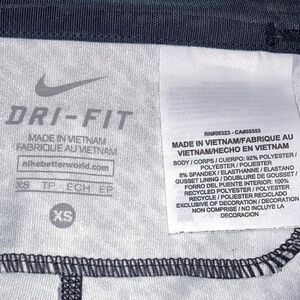 DRI-FIT
MADE IN VIETNAM
FABRIQUE AU VIETNAM
nikebetterworld.com
XS TP ECH EP
XS
RN#56323 - CA#05553
MADE IN VIETNAM/FABRIQUÉ AU
VIETNAM/HECHO EN VIETNAM
BODY / CORPS / CUERPO: 92% POLYESTER /
POLYESTER / POLIÉSTER
8% SPANDEX / ELASTHANNE / ELASTANO
GUSSET LINING / DOUBLURE DE GOUSSET /
FORRO DEL PUENTE INTERIOR: 100%
RECYCLED POLYESTER / POLYESTER
RECYCLÉ / POLIÉSTER RECICLADO
EXCLUSIVE OF DECORATION / DÉCORATION
NON COMPRISE / NO INCLUYE LA
DECORACIÓN